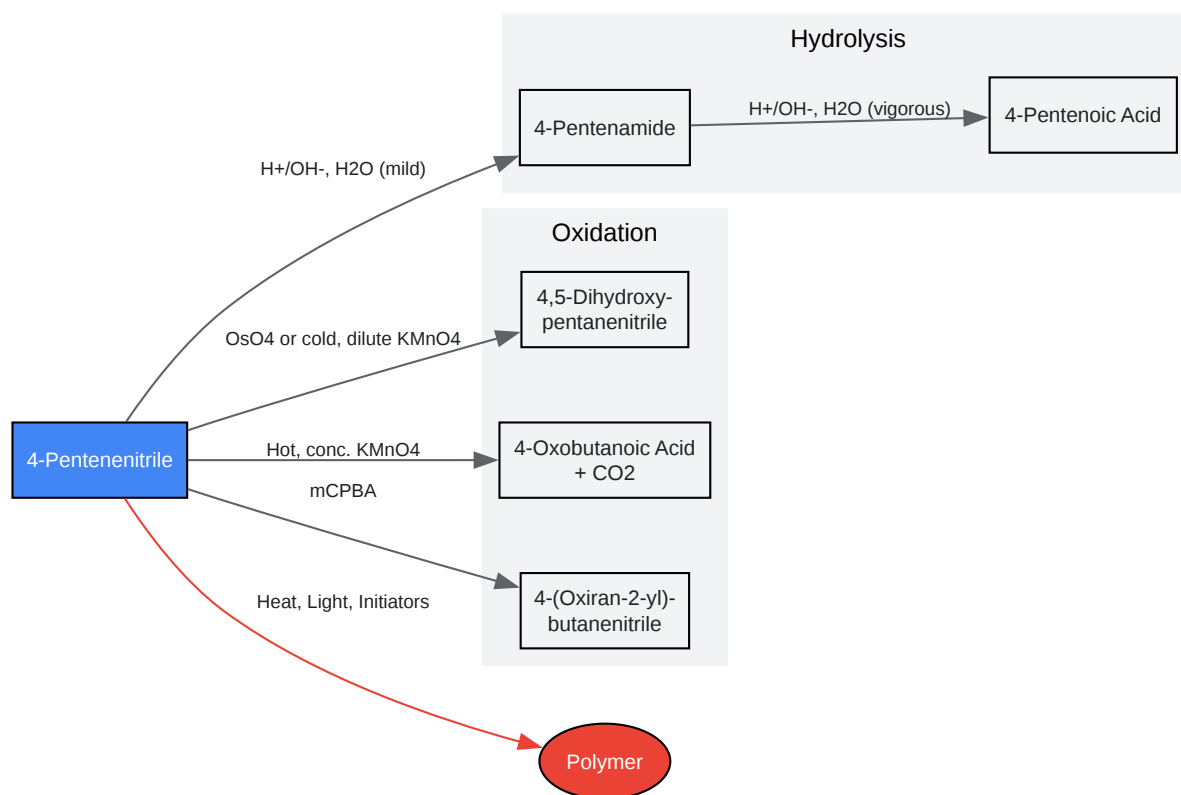 Hydrolysis
4-Pentenamide
H+/OH-, H2O (vigorous)
4-Pentenoic Acid
H+/OH-, H2O (mild)
Oxidation
4,5-Dihydroxy-
pentanenitrile
OsO4 or cold, dilute KMnO4
4-Pentenenitrile
Hot, conc. KMnO4
4-Oxobutanoic Acid
+ CO2
mCPBA
4-(Oxiran-2-yl)-
butanenitrile
Heat, Light, Initiators
Polymer